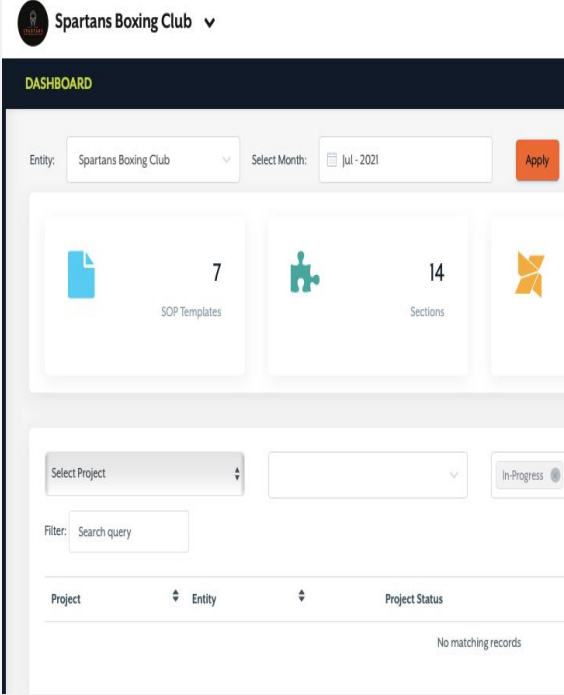 Spartans Boxing Club
DASHBOARD
Entity: Spartans Boxing Club Select Month: Jul - 2021 Apply
7 14
SOP Templates Sections
Select Project In-Progress
Filter: Search query
Project Entity Project Status
No matching records